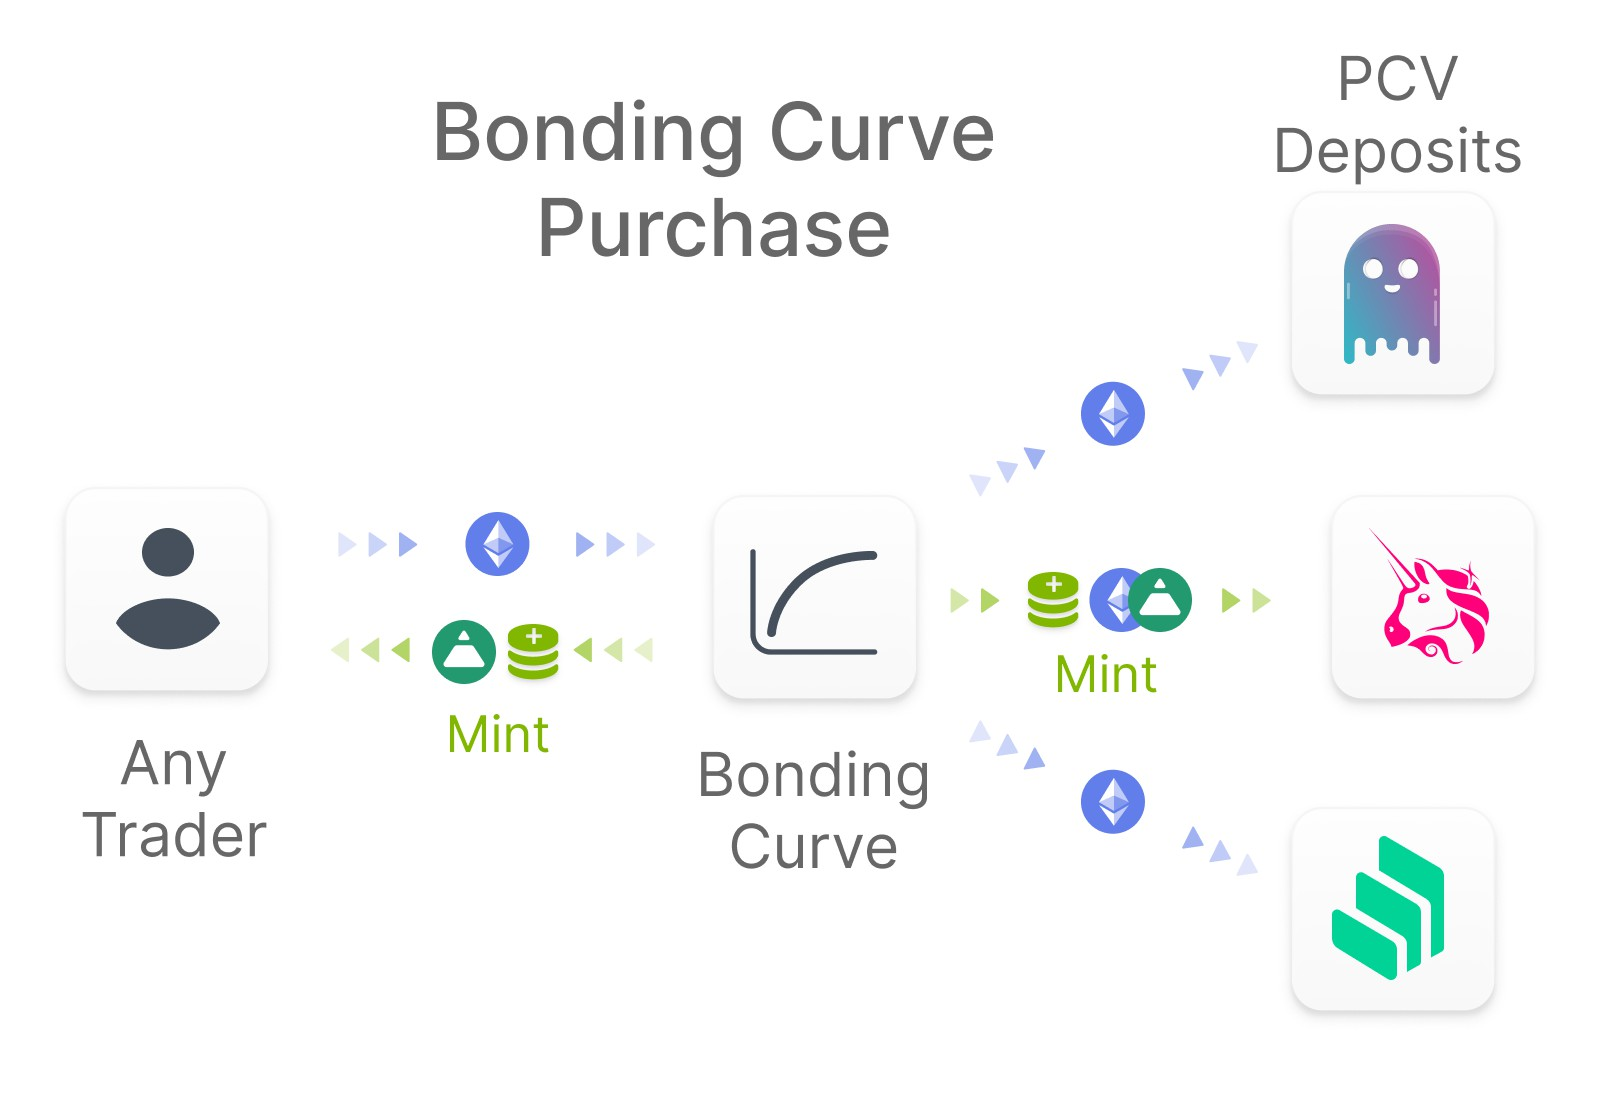 Bonding Curve
Purchase
PCV
Deposits
Mint
Mint
Any
Trader
Bonding
Curve